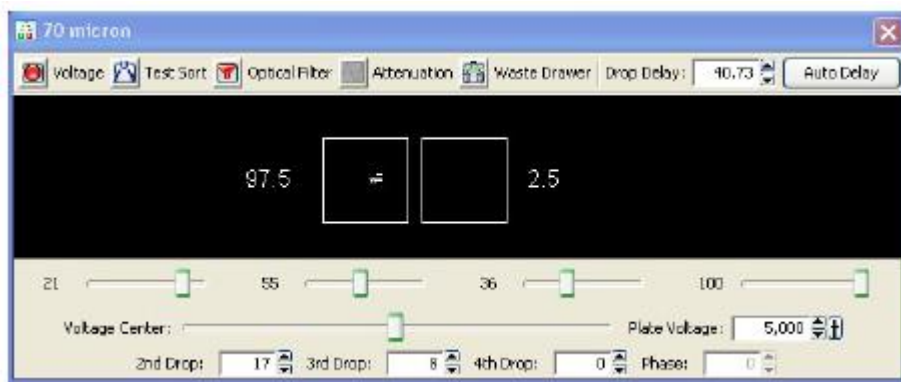 70 micron
Voltage Test Sort Optical Filter Attenuation Waste Drawer Drop Delay: 40.73 Auto Delay
97.5 2.5
21 55 36 100
Voltage Center: Plate Voltage: 5,000
2nd Drop: 17 3rd Drop: 8 4th Drop: 0 Phase: 0